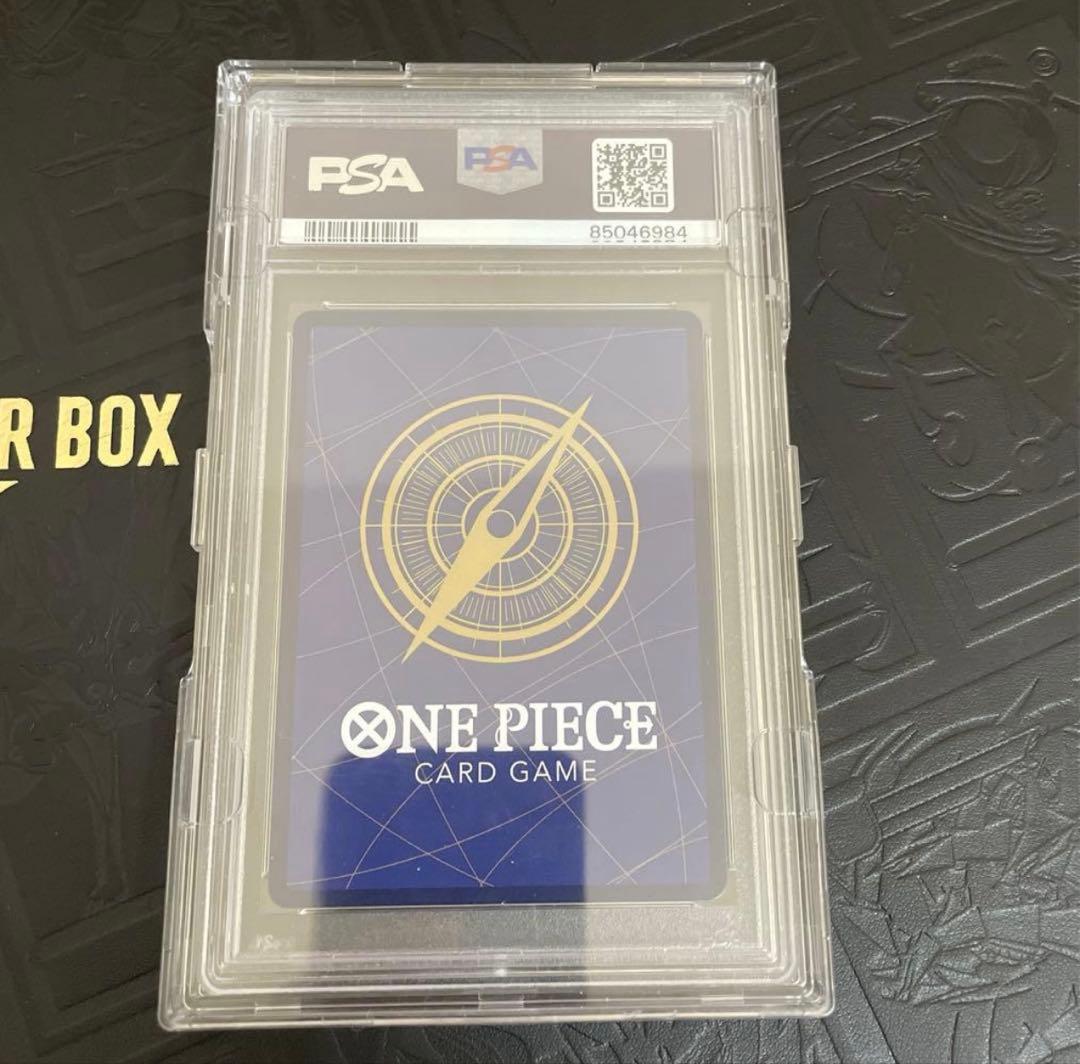 PSA
PSA
85046984
R BOX
ONE PIECE
CARD GAME